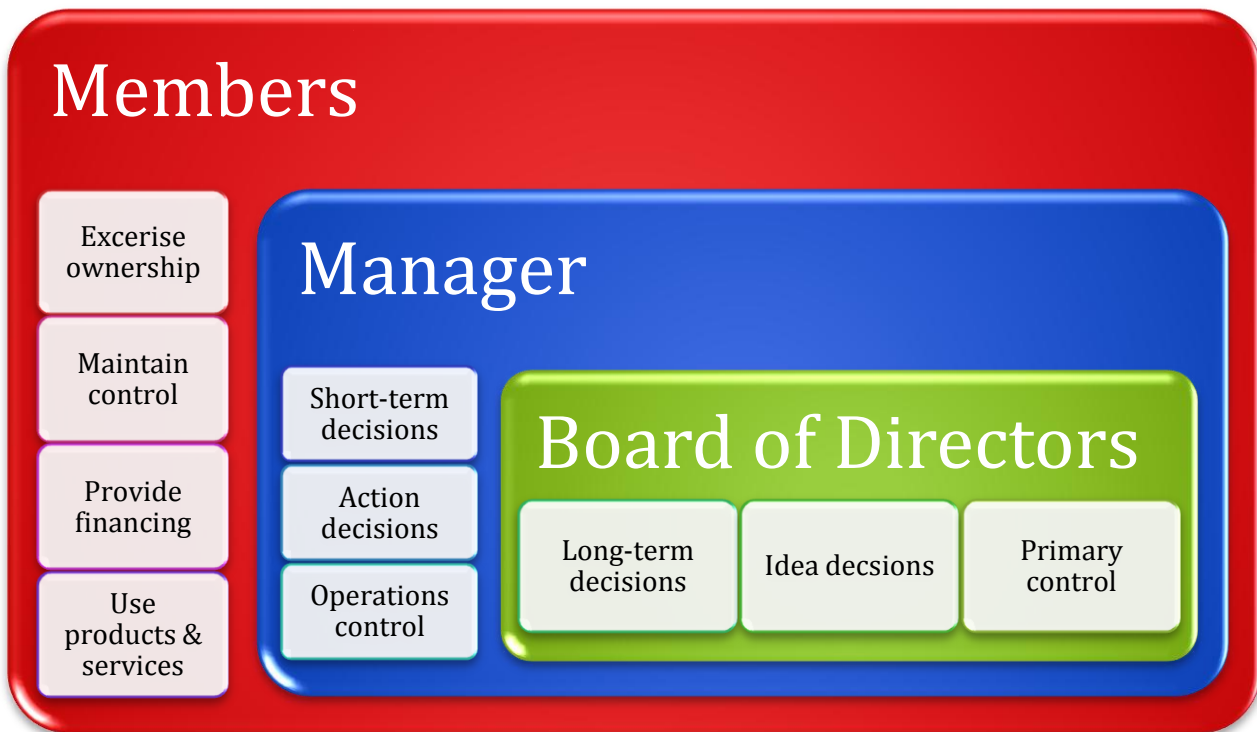 Members
Excerise
ownership
Maintain
control
Provide
financing
Use
products &
services
Manager
Short-term
decisions
Action
decisions
Operations
control
Board of Directors
Long-term
decisions
Idea decsions
Primary
control